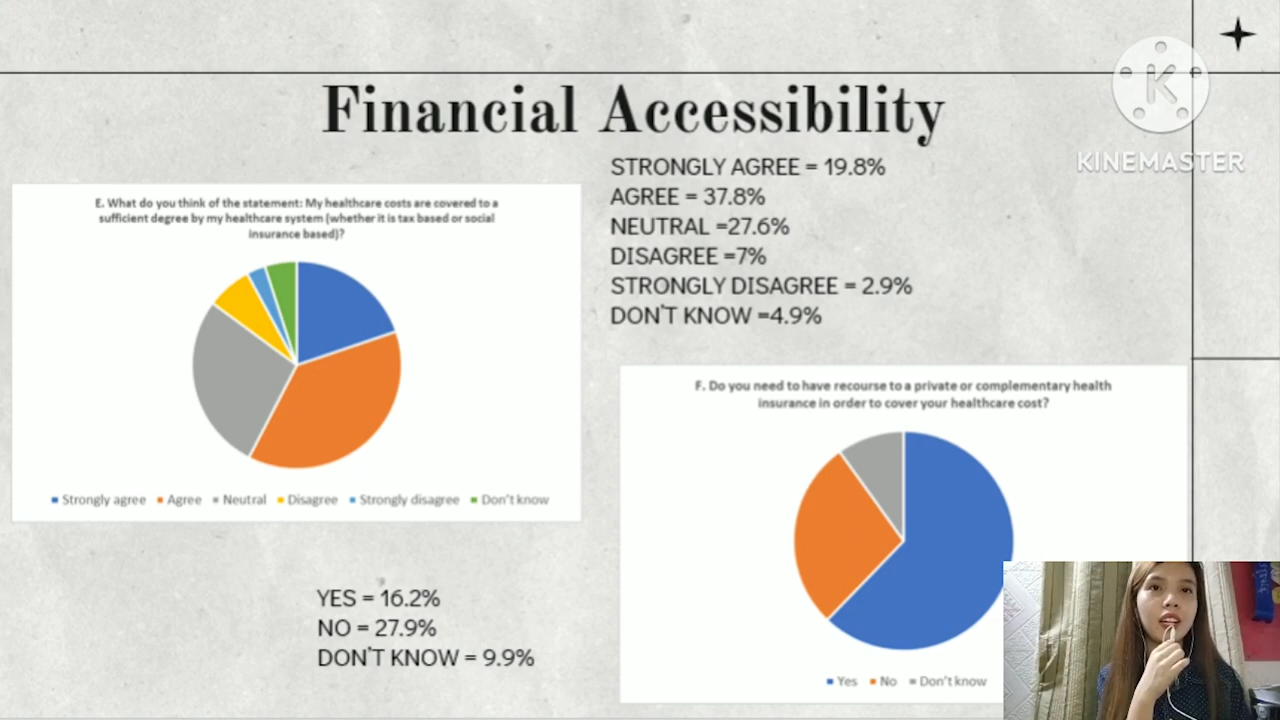 Financial Accessibility
K
KINEMASTER
STRONGLY AGREE = 19.8%
AGREE = 37.8%
NEUTRAL =27.6%
DISAGREE =7%
STRONGLY DISAGREE = 2.9%
DON'T KNOW =4.9%
E. What do you think of the statement: My healthcare costs are covered to a
sufficient degree by my healthcare system (whether it is tax based or social
insurance based)?
Strongly agree Agree Neutral Disagree Strongly disagree Don't know
F. Do you need to have recourse to a private or complementary health
insurance in order to cover your healthcare cost?
Yes No Don't know
YES = 16.2%
NO = 27.9%
DON'T KNOW = 9.9%